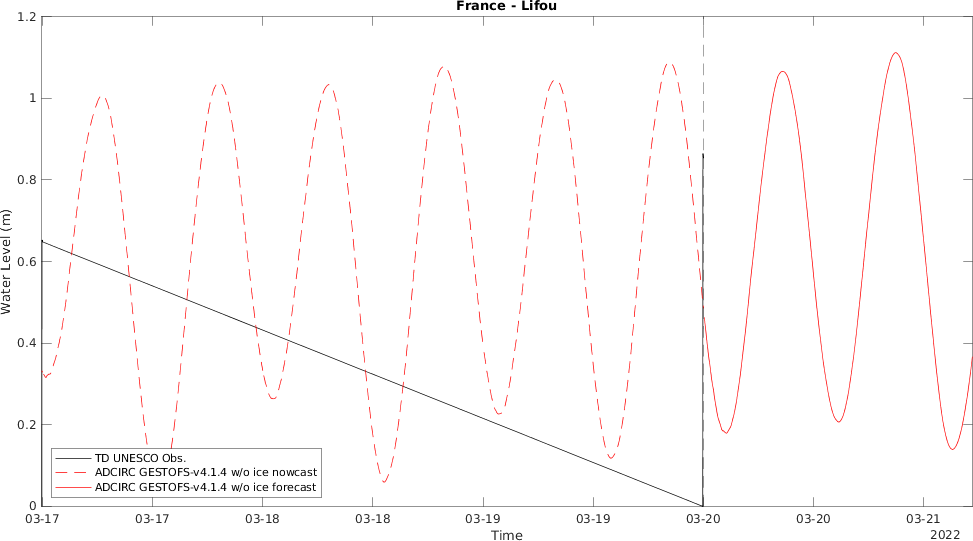 France - Lifou
Water Level (m)
1.2
1
0.8
0.6
0.4
0.2
0
TD UNESCO Obs.
ADCIRC GESTOFS-v4.1.4 w/o ice nowcast
ADCIRC GESTOFS-v4.1.4 w/o ice forecast
03-17 03-17 03-18 03-18 03-19 03-19 03-20 03-20 03-21
Time
2022